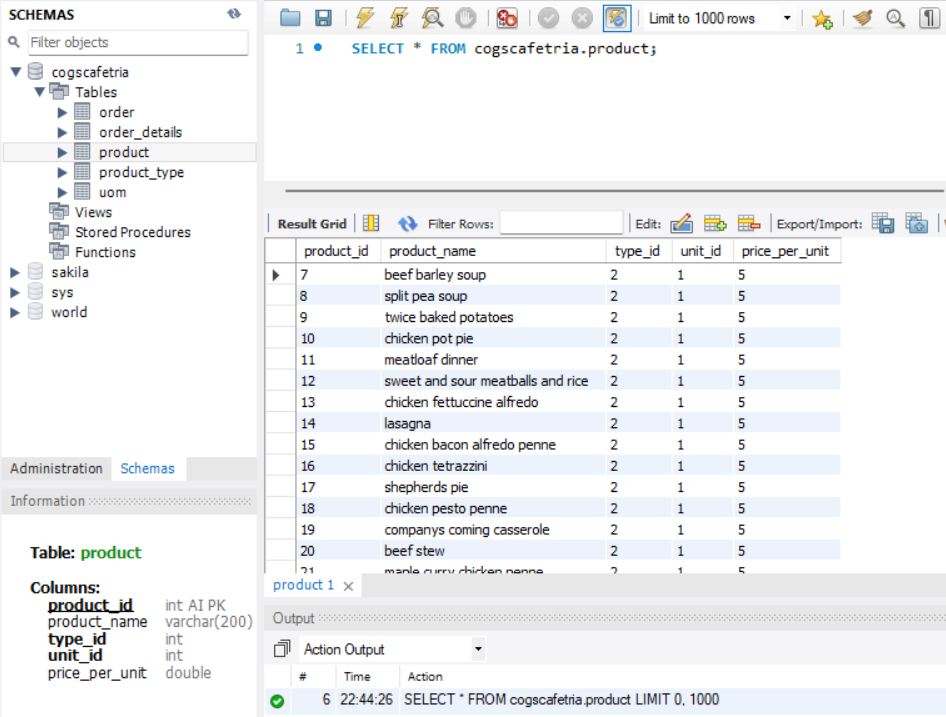 SCHEMAS
Filter objects
cogscafetria
Tables
order
order_details
product
product_type
uom
Views
Stored Procedures
Functions
sakila
sys
world
Administration Schemas
Information
Table: product
Columns:
product_id int AI PK
product_name varchar(200)
type_id int
unit_id int
price_per_unit double
Limit to 1000 rows
1 SELECT * FROM cogscafetria.product;
Result Grid Filter Rows: Edit: Export/Import:
product_id product_name type_id unit_id price_per_unit
7 beef barley soup 2 1 5
8 split pea soup 2 1 5
9 twice baked potatoes 2 1 5
10 chicken pot pie 2 1 5
11 meatloaf dinner 2 1 5
12 sweet and sour meatballs and rice 2 1 5
13 chicken fettuccine alfredo 2 1 5
14 lasagna 2 1 5
15 chicken bacon alfredo penne 2 1 5
16 chicken tetrazzini 2 1 5
17 shepherds pie 2 1 5
18 chicken pesto penne 2 1 5
19 companys coming casserole 2 1 5
20 beef stew 2 1 5
21 maple curry chicken penne 2 1 5
product 1
Output
Action Output
# Time Action
6 22:44:26 SELECT * FROM cogscafetria.product LIMIT 0, 1000